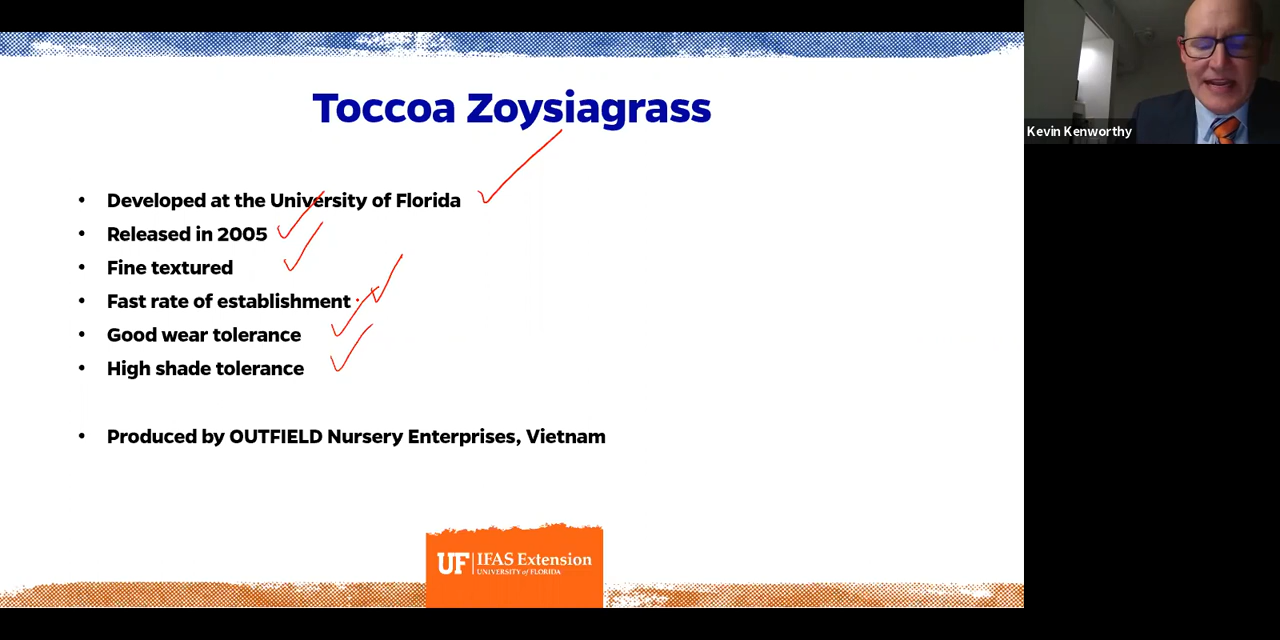 Toccoa Zoysiagrass
• Developed at the University of Florida
• Released in 2005
• Fine textured
• Fast rate of establishment
• Good wear tolerance
• High shade tolerance
• Produced by OUTFIELD Nursery Enterprises, Vietnam
UF | IFAS Extension
UNIVERSITY of FLORIDA
Kevin Kenworthy